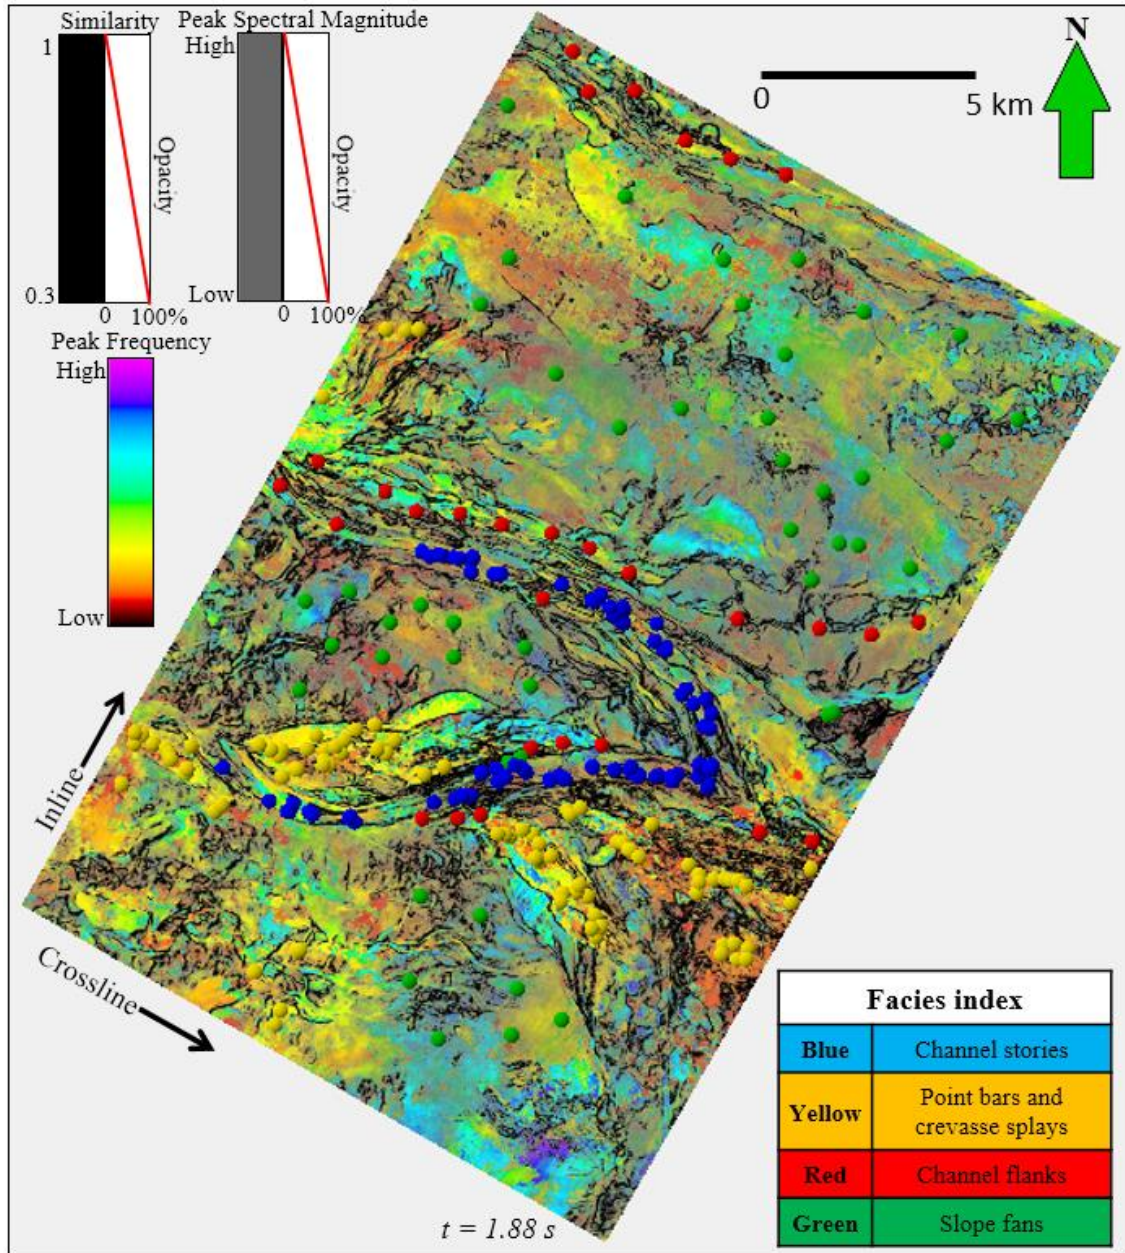 Similarity
1
0.3
0 100%
Opacity
Peak Spectral Magnitude
High
Low
0 100%
Opacity
Peak Frequency
High
Low
0
5 km
N
Inline
Crossline
t = 1.88 s
Facies index
Blue Channel stories
Yellow Point bars and
crevasse splays
Red Channel flanks
Green Slope fans